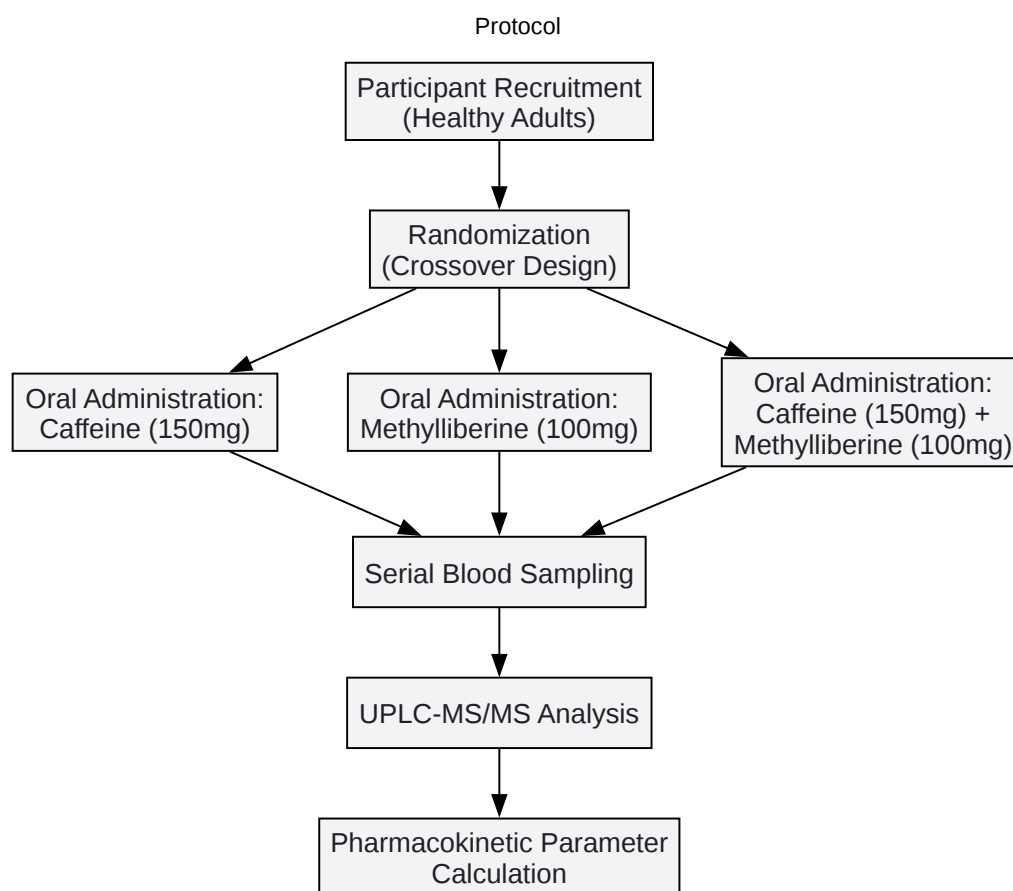 Protocol
Participant Recruitment
(Healthy Adults)
Randomization
(Crossover Design)
Oral Administration:
Caffeine (150mg)
Oral Administration:
Methylliberine (100mg)
Oral Administration:
Caffeine (150mg) +
Methylliberine (100mg)
Serial Blood Sampling
UPLC-MS/MS Analysis
Pharmacokinetic Parameter
Calculation